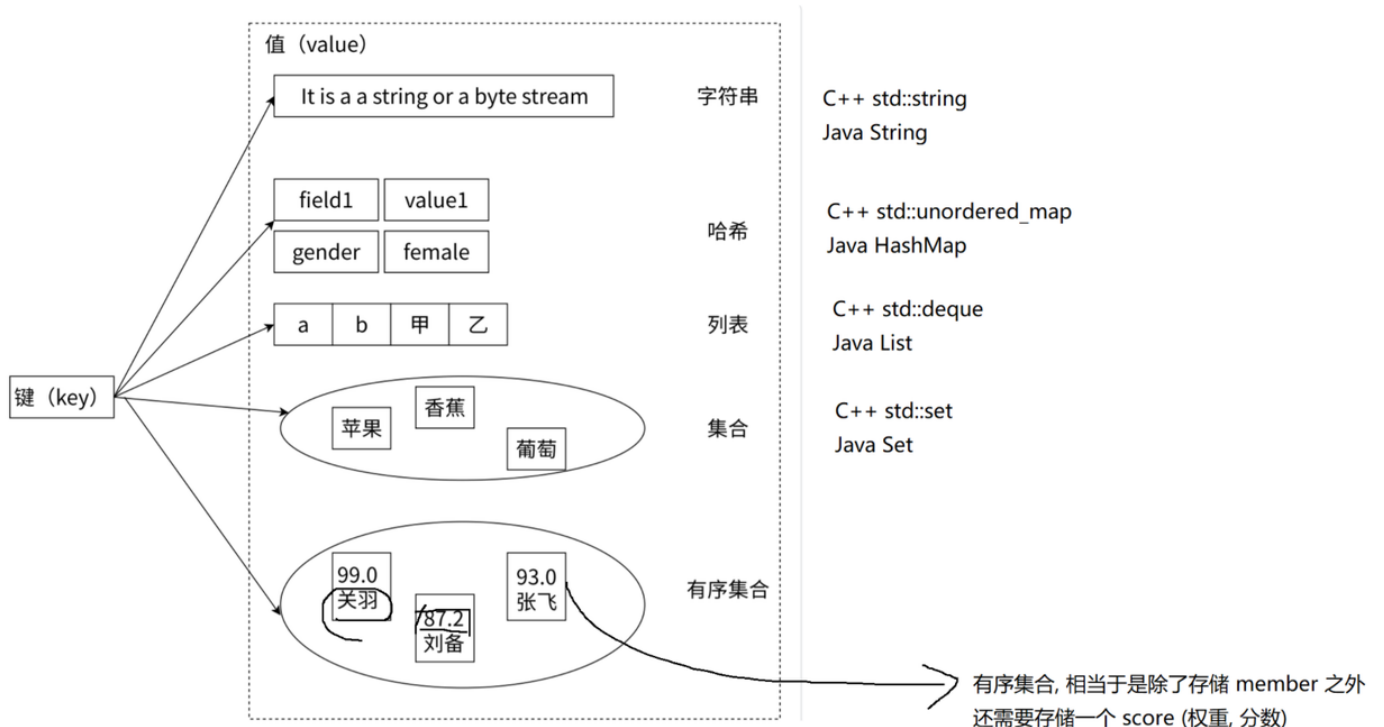 值（value）
It is a a string or a byte stream
字符串
C++ std::string
Java String
field1
value1
gender
female
哈希
C++ std::unordered_map
Java HashMap
a
b
甲
乙
列表
C++ std::deque
Java List
键（key）
苹果
香蕉
葡萄
集合
C++ std::set
Java Set
99.0
关羽
87.2
刘备
93.0
张飞
有序集合
有序集合, 相当于是除了存储 member 之外
还需要存储一个 score (权重, 分数)